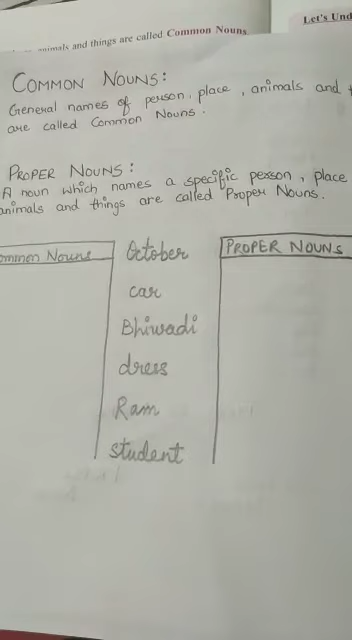 Let's Und
animals and things are called Common Nouns
COMMON NOUNS:
General names of person, place, animals and
are called Common Nouns.
PROPER NOUNS:
A noun which names a specific person, place
animals and things are called Proper Nouns.
ommon Nouns
PROPER NOUNS
October
car
Bhiwadi
dress
Ram
student